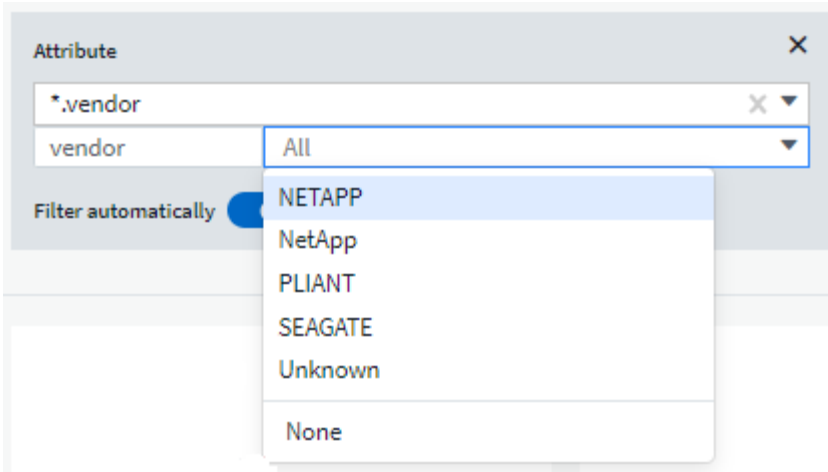 Attribute
*.vendor
vendor All
Filter automatically
NETAPP
NetApp
PLIANT
SEAGATE
Unknown
None